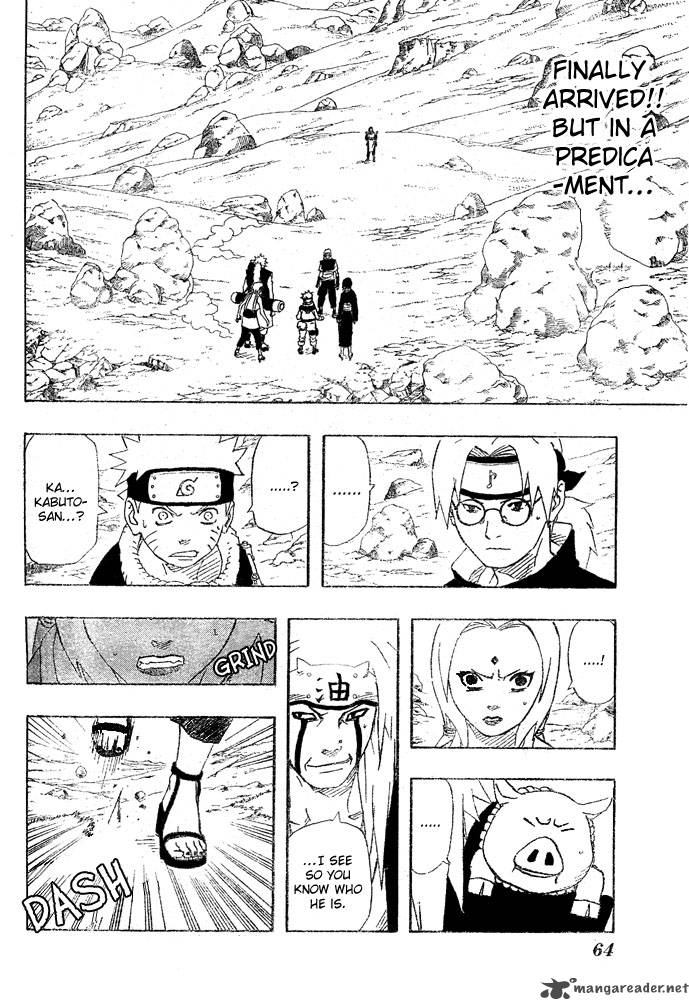 FINALLY
ARRIVED!!
BUT IN A
PREDICA
-MENT...
......
......?
KA...
KABUTO-
SAN...?
....!
油
GRIND
......
...I SEE
SO YOU
KNOW WHO
HE IS.
DASH
64
mangareader.net